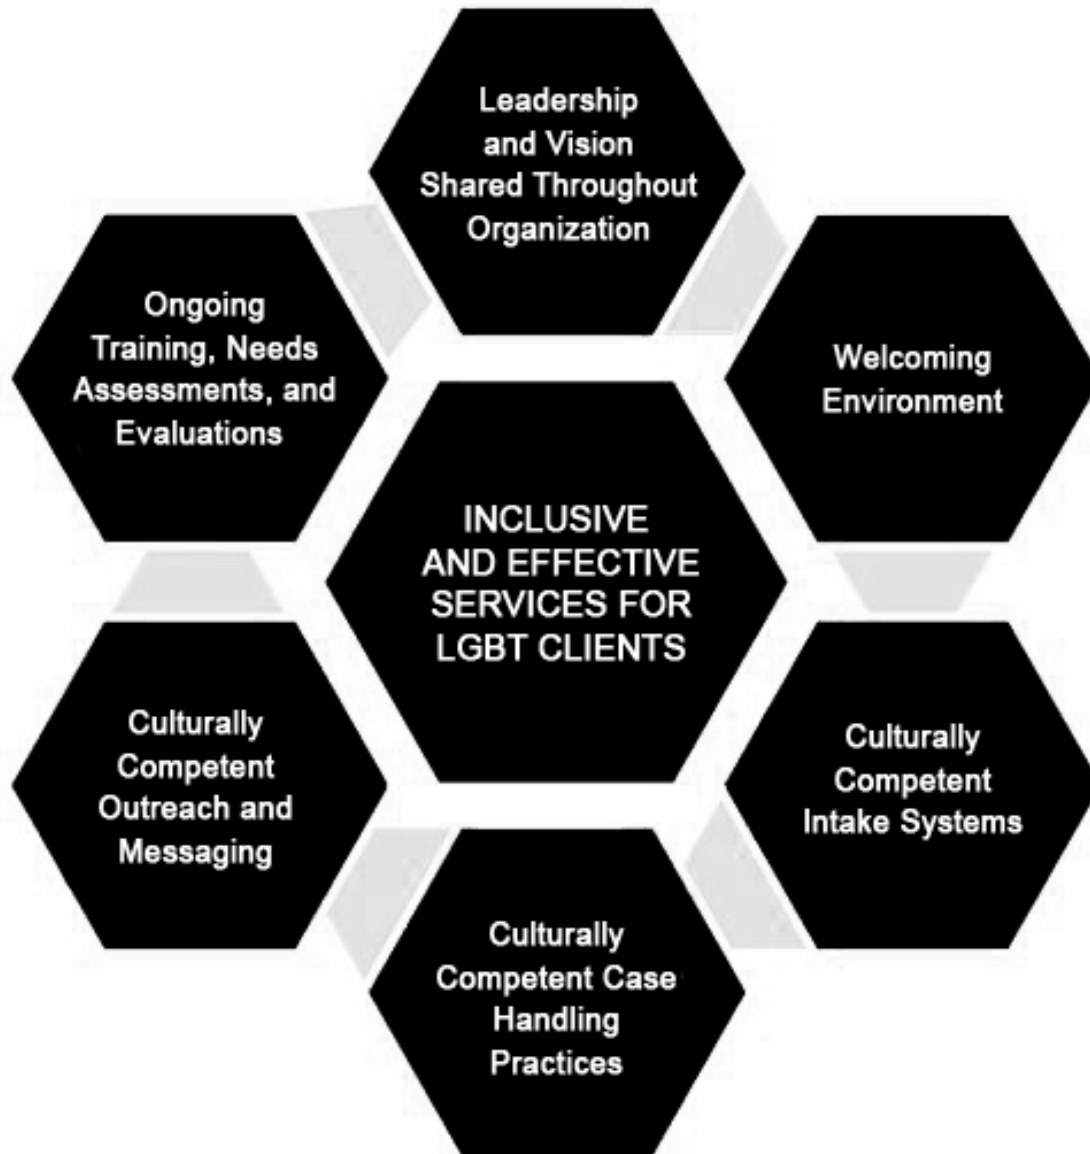 Leadership
and Vision
Shared Throughout
Organization
Welcoming
Environment
Culturally
Competent
Intake Systems
Culturally
Competent Case
Handling
Practices
Culturally
Competent
Outreach and
Messaging
Ongoing
Training, Needs
Assessments, and
Evaluations
INCLUSIVE
AND EFFECTIVE
SERVICES FOR
LGBT CLIENTS